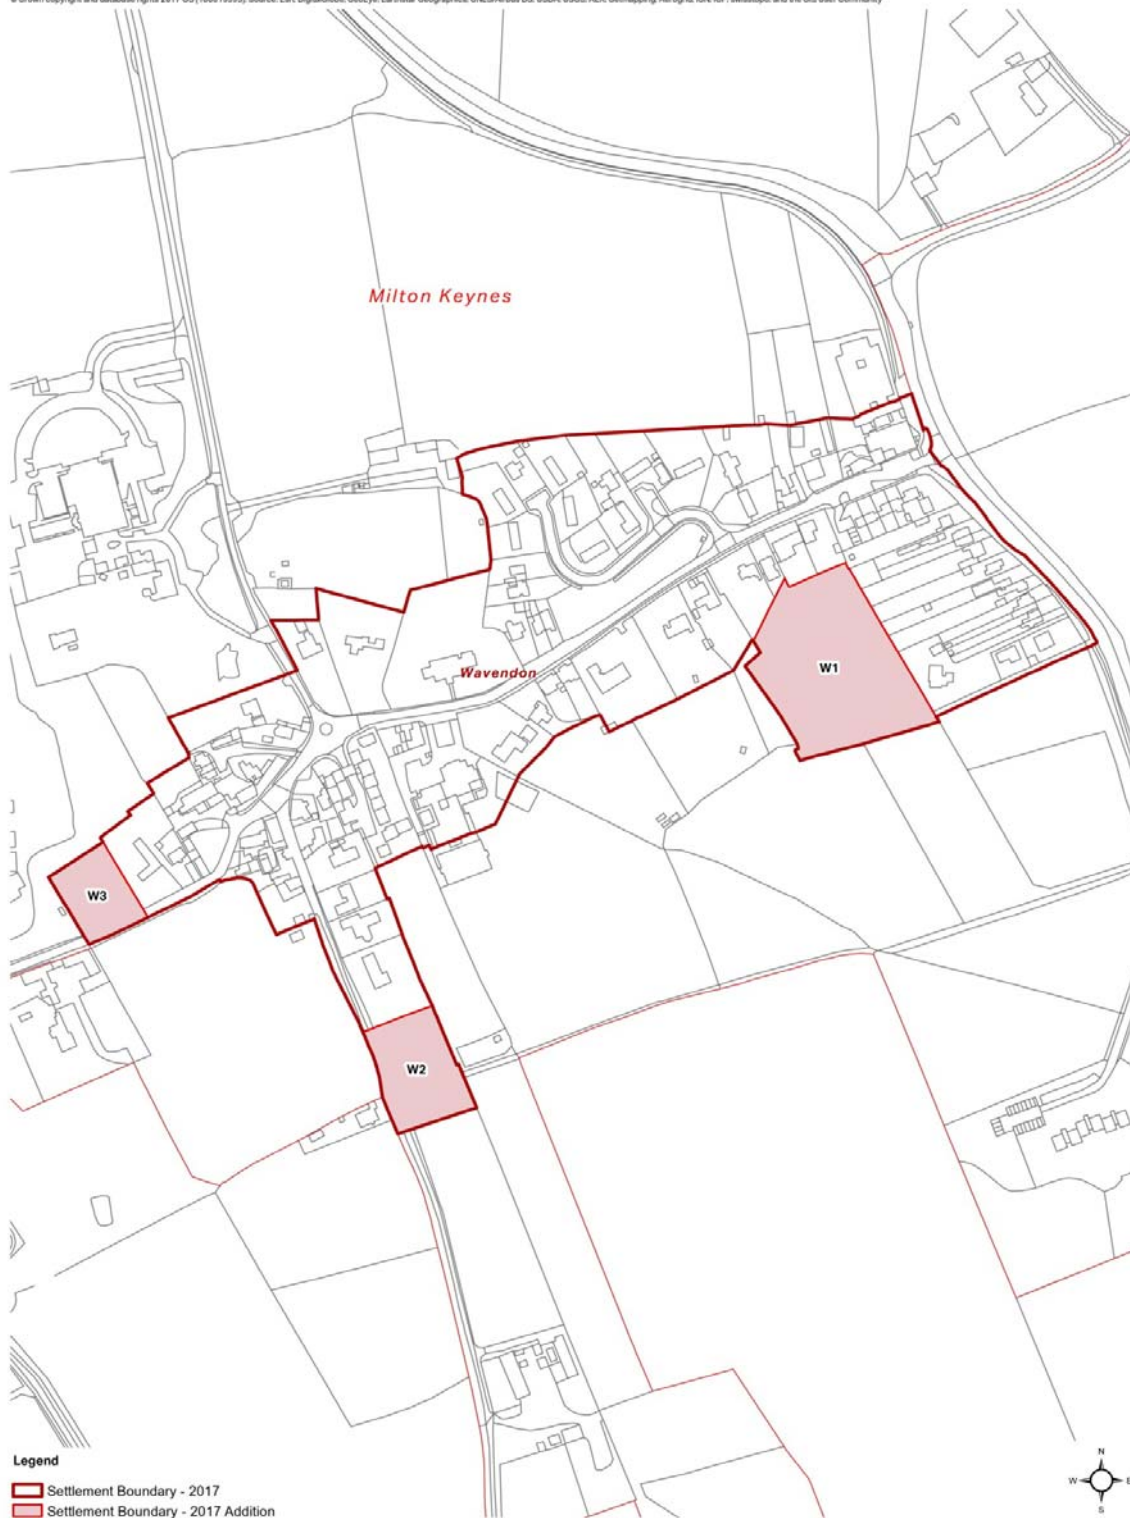 Milton Keynes
Wavendon
W1
W3
W2
Legend
Settlement Boundary - 2017
Settlement Boundary - 2017 Addition
N
W E
S